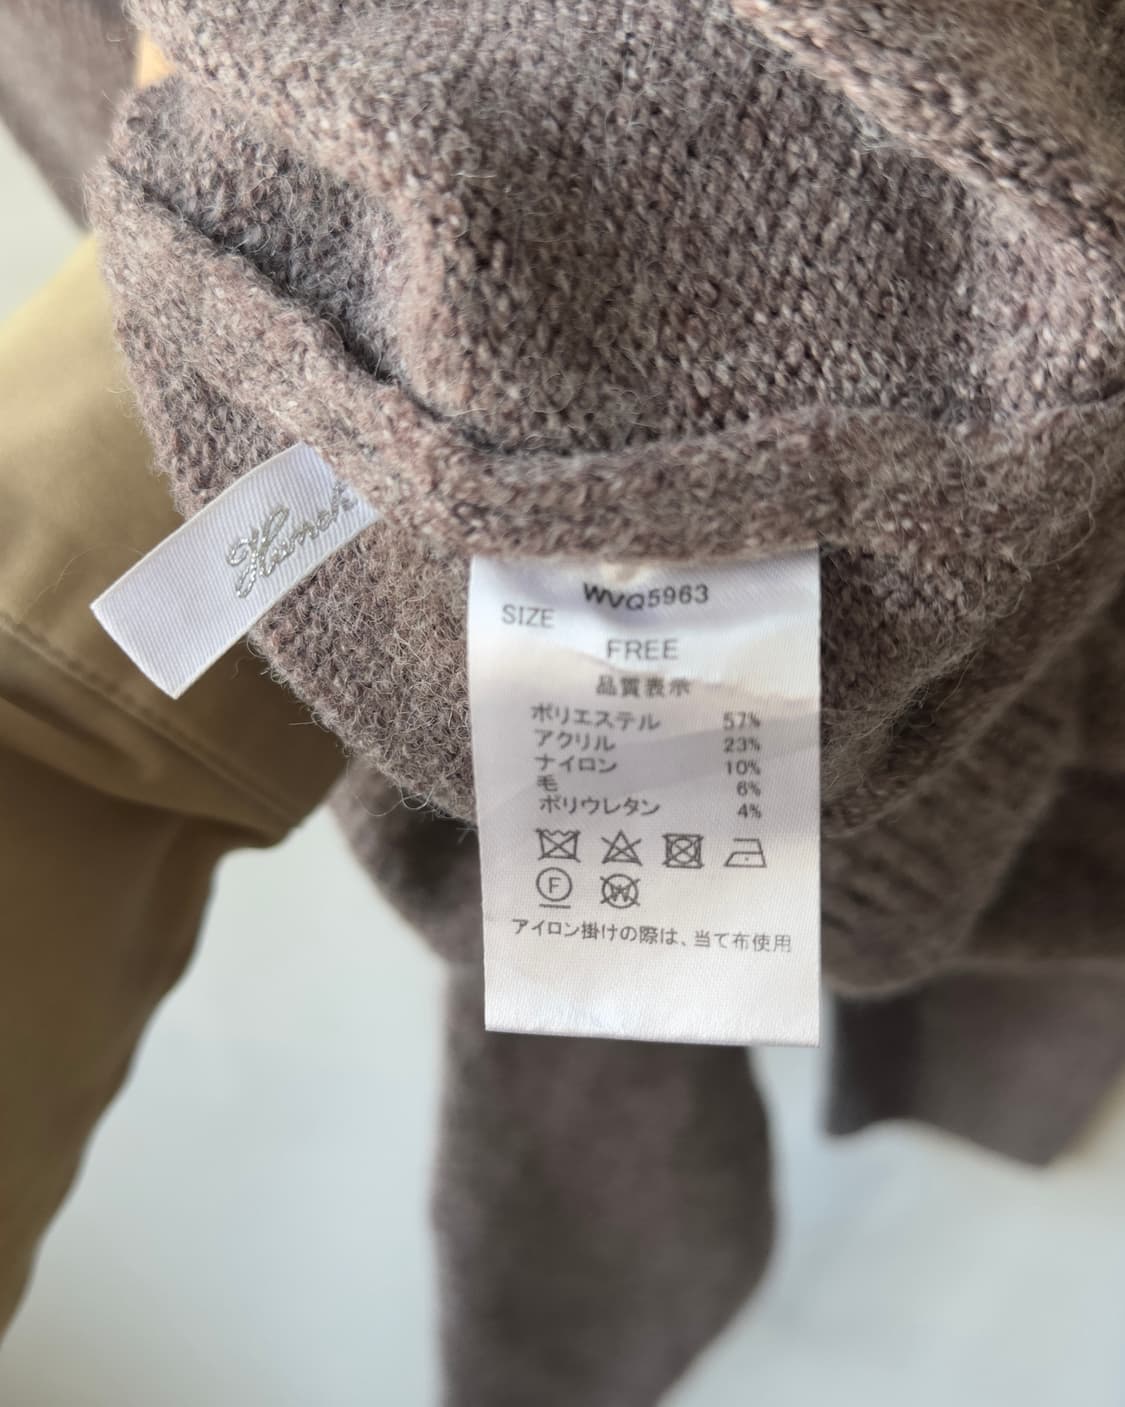 WVQ5963
SIZE
FREE
品質表示
ポリエステル 57%
アクリル 23%
ナイロン 10%
毛 6%
ポリウレタン 4%
F W
アイロン掛けの際は、当て布使用